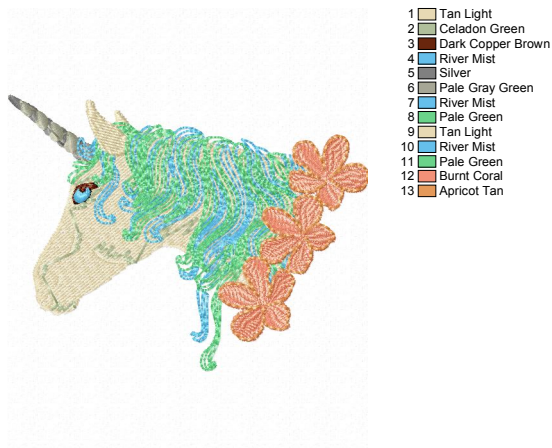 1 Tan Light
2 Celadon Green
3 Dark Copper Brown
4 River Mist
5 Silver
6 Pale Gray Green
7 River Mist
8 Pale Green
9 Tan Light
10 River Mist
11 Pale Green
12 Burnt Coral
13 Apricot Tan